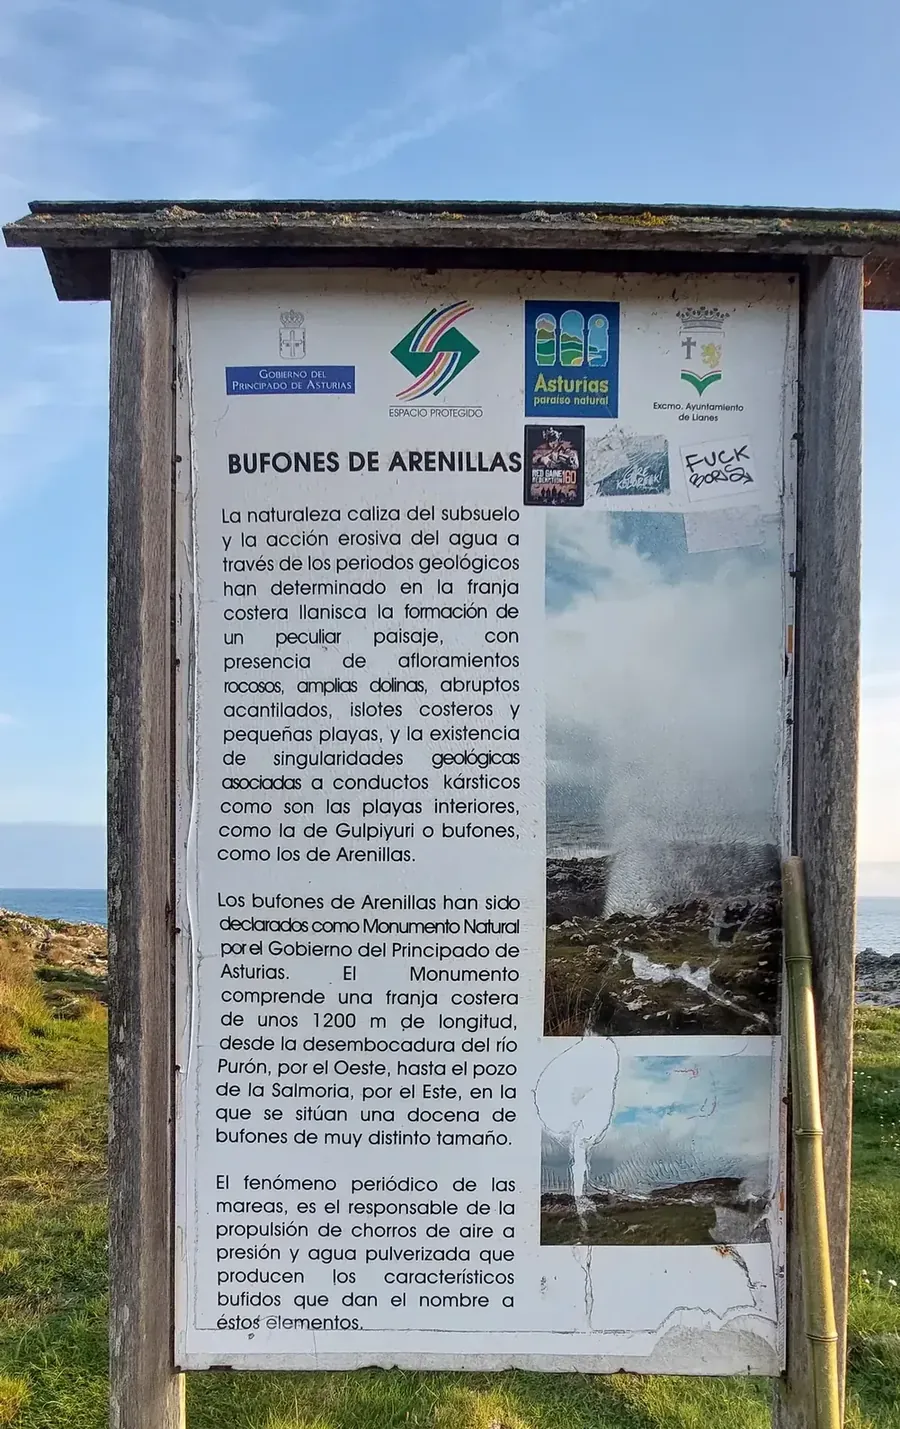 GOBIERNO DEL
PRINCIPADO DE ASTURIAS
ESPACIO PROTEGIDO
Asturias
paraíso natural
Excmo. Ayuntamiento
de Llanes
BUFONES DE ARENILLAS
RED
REDEMPTION
FUCK
La naturaleza caliza del subsuelo
y la acción erosiva del agua a
través de los periodos geológicos
han determinado en la franja
costera llanisca la formación de
un peculiar paisaje, con
presencia de afloramientos
rocosos, amplias dolinas, abruptos
acantilados, islotes costeros y
pequeñas playas, y la existencia
de singularidades geológicas
asociadas a conductos kársticos
como son las playas interiores,
como la de Gulpiyuri o bufones,
como los de Arenillas.
Los bufones de Arenillas han sido
declarados como Monumento Natural
por el Gobierno del Principado de
Asturias. El Monumento
comprende una franja costera
de unos 1200 m de longitud,
desde la desembocadura del río
Purón, por el Oeste, hasta el pozo
de la Salmoria, por el Este, en la
que se sitúan una docena de
bufones de muy distinto tamaño.
El fenómeno periódico de las
mareas, es el responsable de la
propulsión de chorros de aire a
presión y agua pulverizada que
producen los característicos
bufidos que dan el nombre a
éstos elementos.